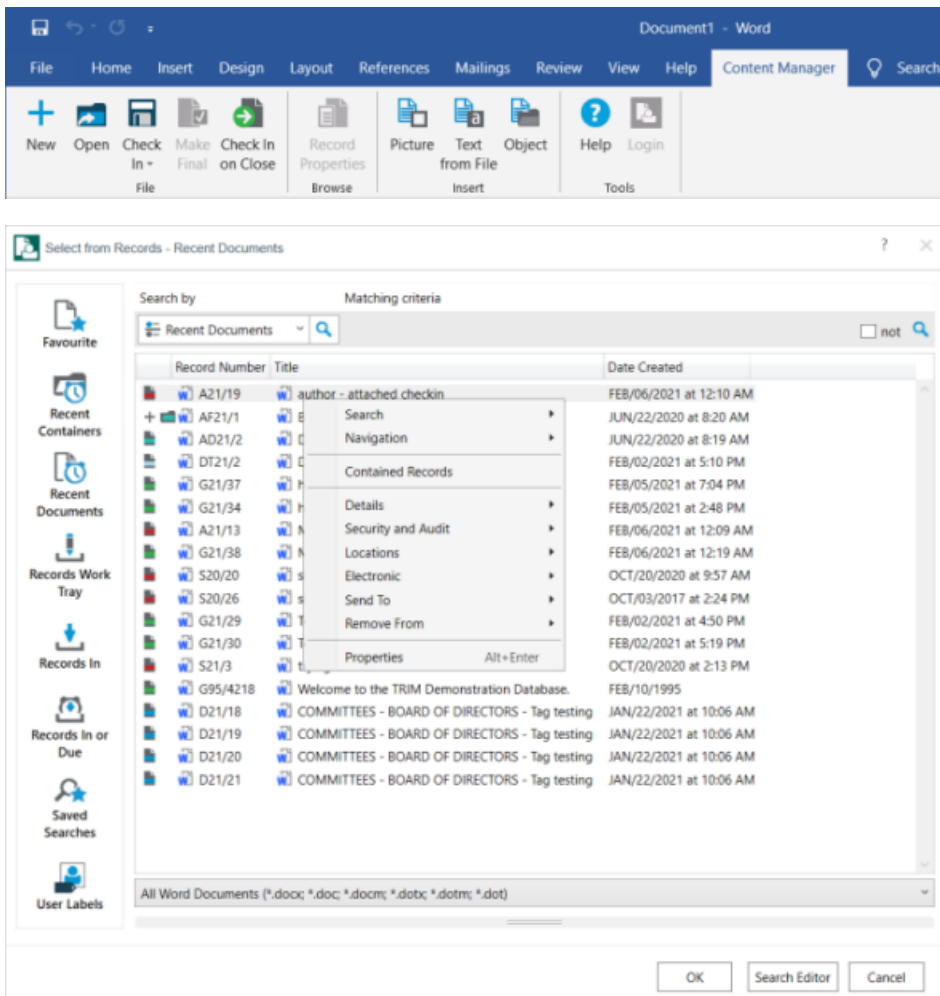 Document1 - Word
File Home Insert Design Layout References Mailings Review View Help Content Manager Search
New Open Check In Make Final Check In on Close Record Properties Picture Text from File Object Help Login
File Browse Insert Tools
Select from Records - Recent Documents ?
Search by Matching criteria
Recent Documents not
Favourite
Recent Containers
Recent Documents
Records Work Tray
Records In
Records In or Due
Saved Searches
User Labels
Record Number Title Date Created
A21/19 author - attached checkin FEB/06/2021 at 12:10 AM
AF21/1 JUN/22/2020 at 8:20 AM
AD21/2 JUN/22/2020 at 8:19 AM
DT21/2 FEB/02/2021 at 5:10 PM
G21/37 FEB/05/2021 at 7:04 PM
G21/34 FEB/05/2021 at 2:48 PM
A21/13 FEB/06/2021 at 12:09 AM
G21/38 FEB/06/2021 at 12:19 AM
S20/20 OCT/20/2020 at 9:57 AM
S20/26 OCT/03/2017 at 2:24 PM
G21/29 FEB/02/2021 at 4:50 PM
G21/30 FEB/02/2021 at 5:19 PM
S21/3 OCT/20/2020 at 2:13 PM
G95/4218 Welcome to the TRIM Demonstration Database. FEB/10/1995
D21/18 COMMITTEES - BOARD OF DIRECTORS - Tag testing JAN/22/2021 at 10:06 AM
D21/19 COMMITTEES - BOARD OF DIRECTORS - Tag testing JAN/22/2021 at 10:06 AM
D21/20 COMMITTEES - BOARD OF DIRECTORS - Tag testing JAN/22/2021 at 10:06 AM
D21/21 COMMITTEES - BOARD OF DIRECTORS - Tag testing JAN/22/2021 at 10:06 AM
Search
Navigation
Contained Records
Details
Security and Audit
Locations
Electronic
Send To
Remove From
Properties Alt+Enter
All Word Documents (*.docx; *.doc; *.docm; *.dotx; *.dotm; *.dot)
OK Search Editor Cancel